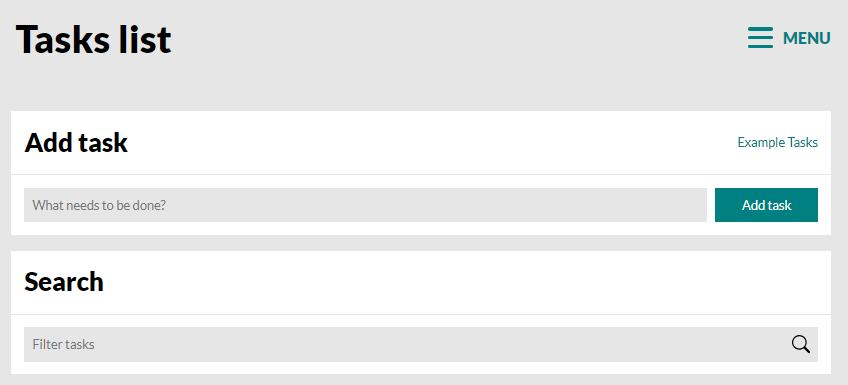 Tasks list
MENU
Add task
Example Tasks
What needs to be done?
Add task
Search
Filter tasks